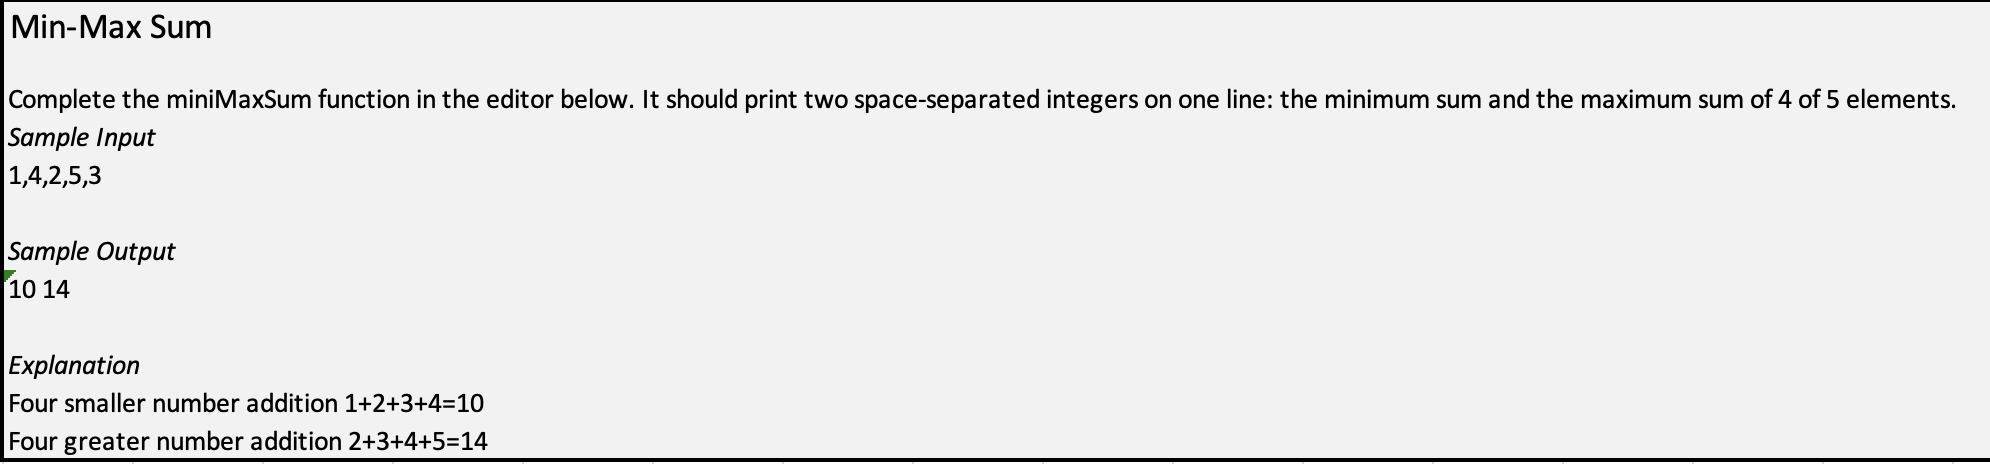 Min-Max Sum
Complete the miniMaxSum function in the editor below. It should print two space-separated integers on one line: the minimum sum and the maximum sum of 4 of 5 elements.
Sample Input
1,4,2,5,3
Sample Output
10 14
Explanation
Four smaller number addition 1+2+3+4=10
Four greater number addition 2+3+4+5=14